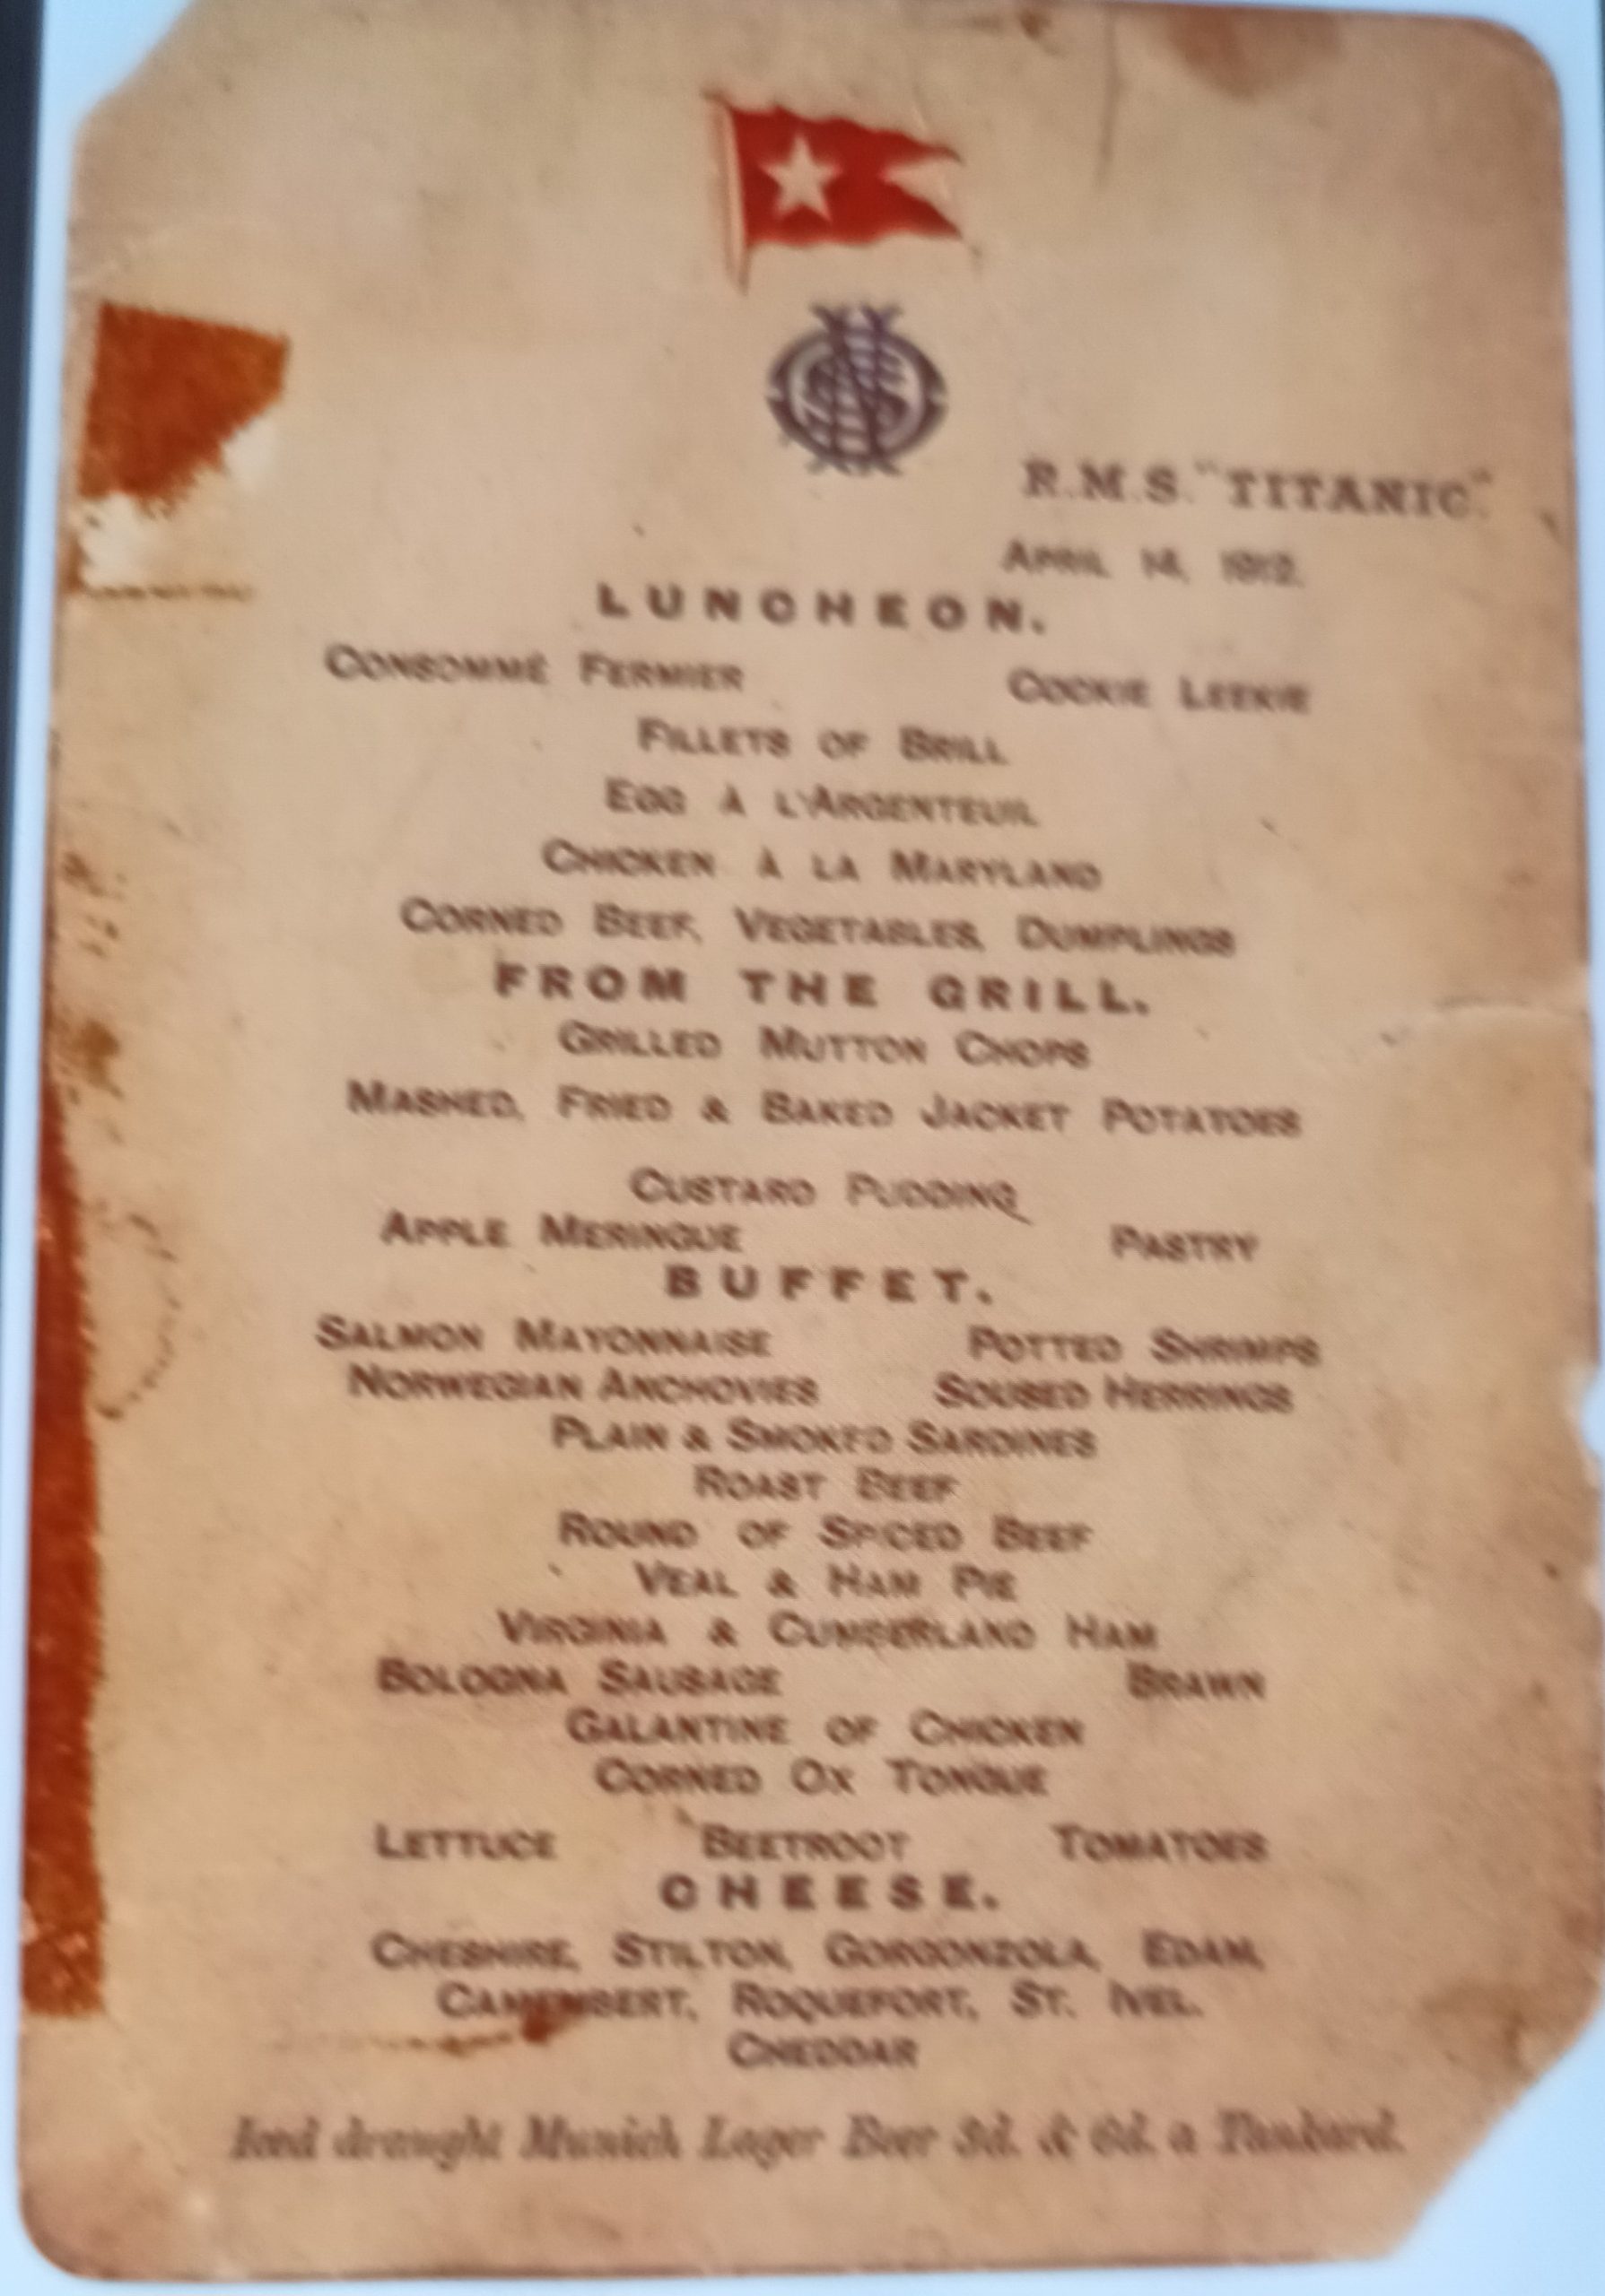 R.M.S. "TITANIC."
APRIL 14, 1912.
LUNCHEON.
CONSOMMÉ FERMIER COCKIE LEEKIE
FILLETS OF BRILL
EGG À L'ARGENTEUIL
CHICKEN À LA MARYLAND
CORNED BEEF, VEGETABLES, DUMPLINGS
FROM THE GRILL.
GRILLED MUTTON CHOPS
MASHED, FRIED & BAKED JACKET POTATOES
CUSTARD PUDDING
APPLE MERINGUE PASTRY
BUFFET.
SALMON MAYONNAISE POTTED SHRIMPS
NORWEGIAN ANCHOVIES SOUSED HERRINGS
PLAIN & SMOKED SARDINES
ROAST BEEF
ROUND OF SPICED BEEF
VEAL & HAM PIE
VIRGINIA & CUMBERLAND HAM
BOLOGNA SAUSAGE BRAWN
GALANTINE OF CHICKEN
CORNED OX TONGUE
LETTUCE BEETROOT TOMATOES
CHEESE.
CHESHIRE, STILTON, GORGONZOLA, EDAM,
CAMEMBERT, ROQUEFORT, ST. IVEL.
CHEDDAR
Iced draught Munich Lager Beer 3d. & 6d. a Tankard.